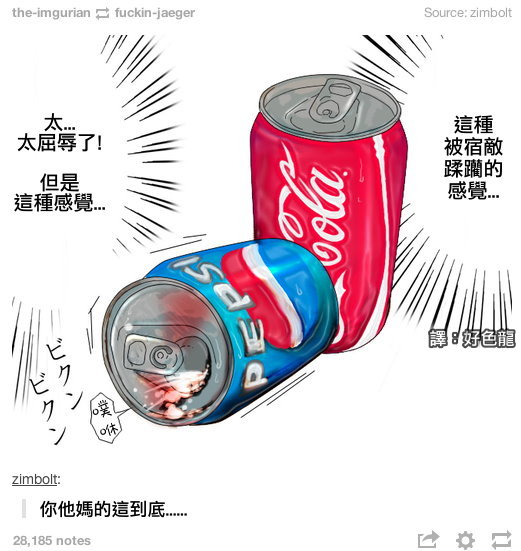 the-imgurian fuckin-jaeger
Source: zimbolt
太...
太屈辱了!
但是
這種感覺...
這種
被宿敵
蹂躪的
感覺...
Cola
PEPSI
譯：好色龍
ビクン
ビクン
噗
咻
zimbolt:
你他媽的這到底......
28,185 notes